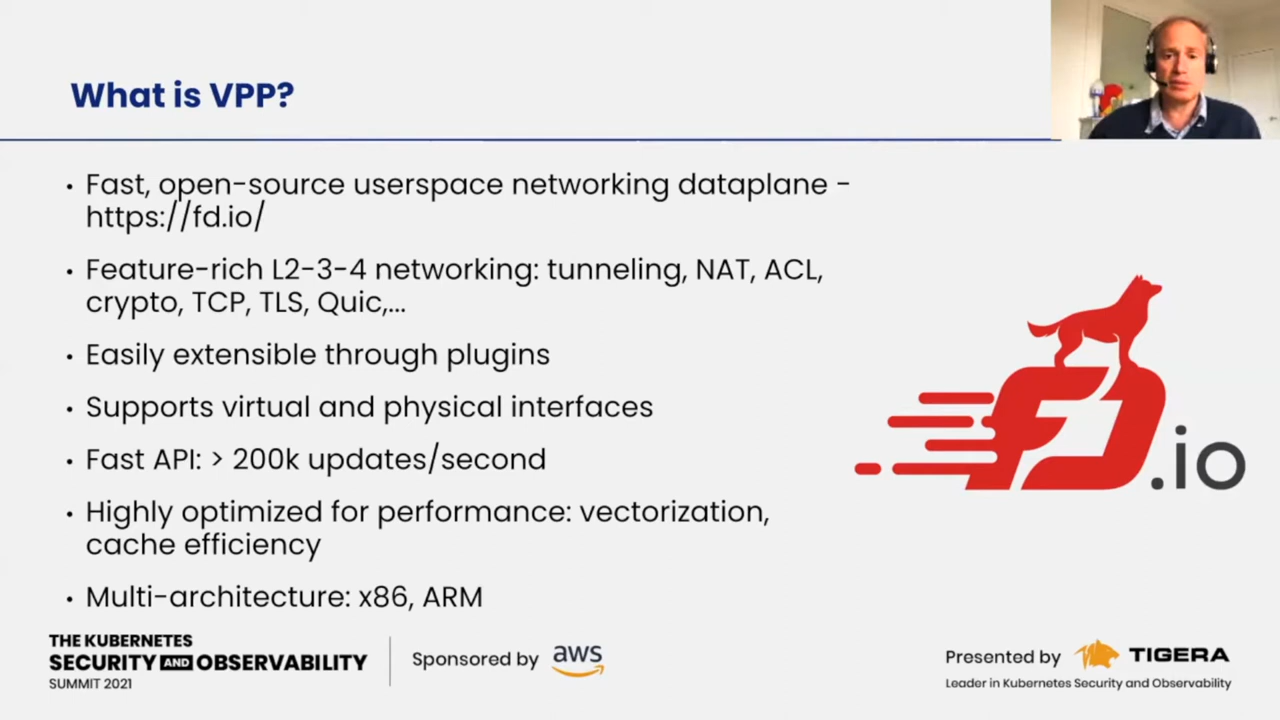 What is VPP?
• Fast, open-source userspace networking dataplane -
https://fd.io/
• Feature-rich L2-3-4 networking: tunneling, NAT, ACL,
crypto, TCP, TLS, Quic,...
• Easily extensible through plugins
• Supports virtual and physical interfaces
• Fast API: > 200k updates/second
• Highly optimized for performance: vectorization,
cache efficiency
• Multi-architecture: x86, ARM
FD.io
THE KUBERNETES
SECURITY AND OBSERVABILITY
SUMMIT 2021
Sponsored by aws
Presented by TIGERA
Leader in Kubernetes Security and Observability